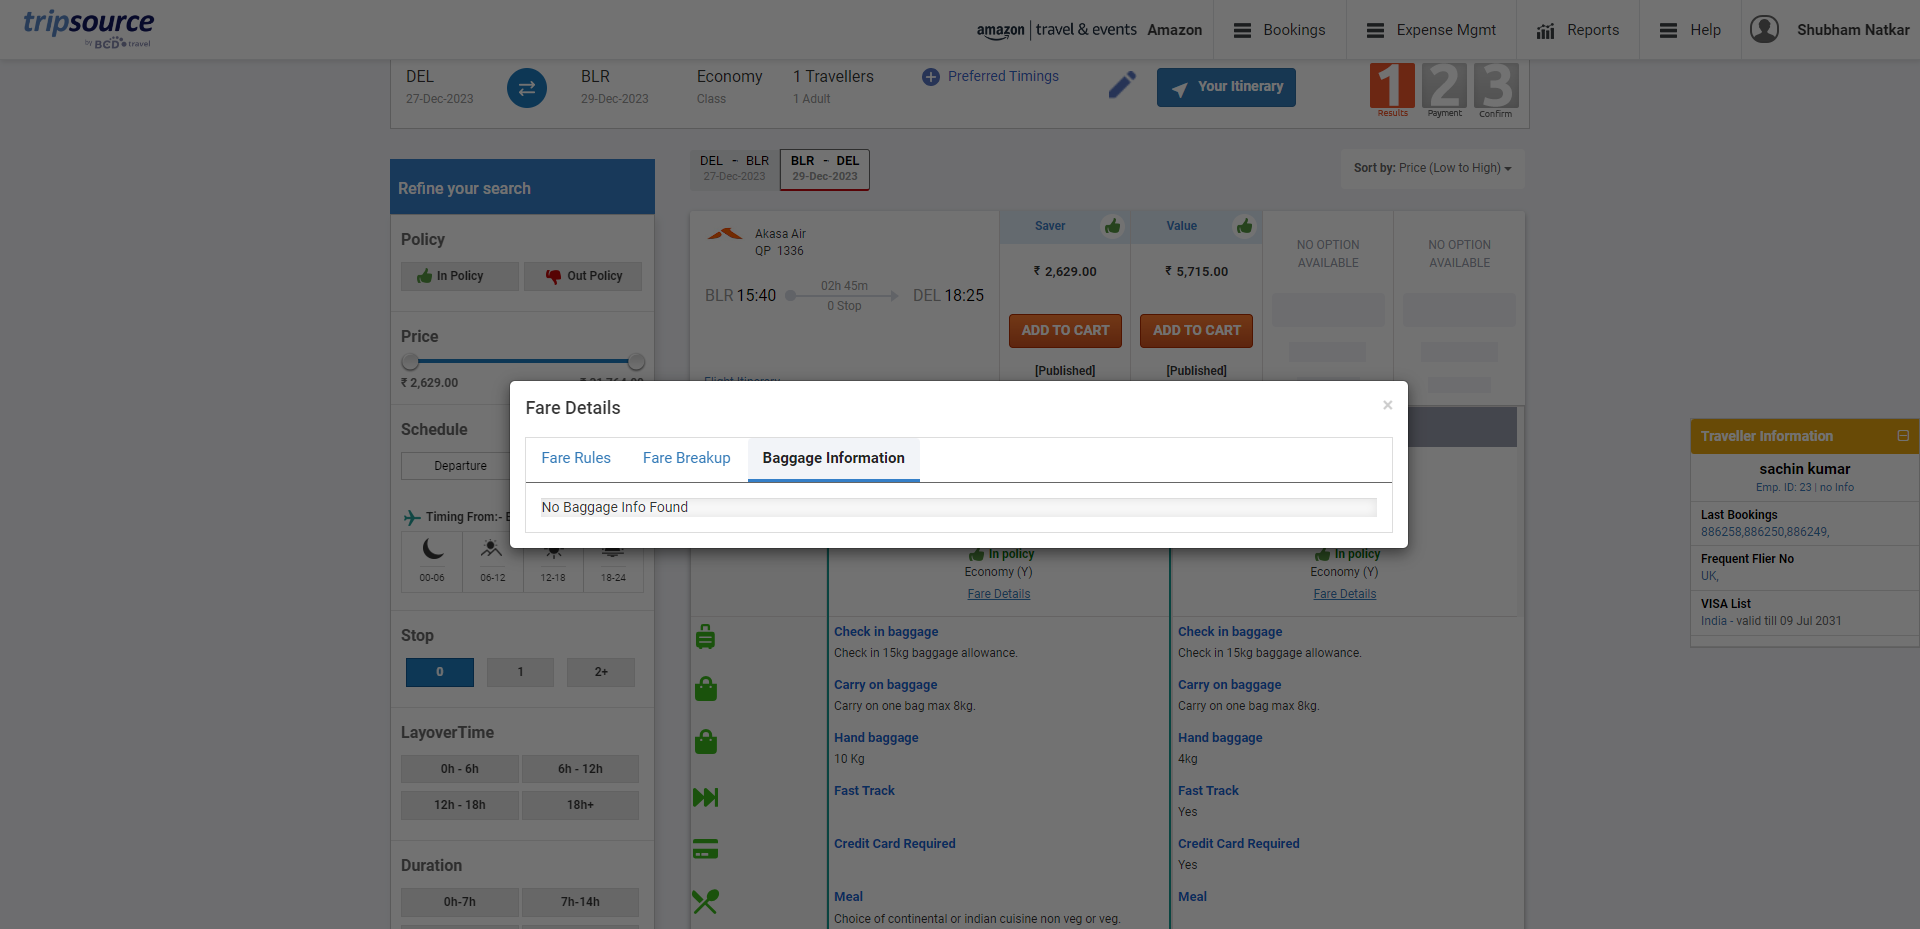 tripsource
by BCD travel
amazon | travel & events Amazon
Bookings
Expense Mgmt
Reports
Help
Shubham Natkar
DEL
27-Dec-2023
BLR
29-Dec-2023
Economy
Class
1 Travellers
1 Adult
Preferred Timings
Your Itinerary
1
Results
2
Payment
3
Confirm
Refine your search
Policy
In Policy
Out Policy
Price
₹ 2,629.00
Schedule
Departure
Timing From:-
00-06
06-12
12-18
18-24
Stop
0
1
2+
LayoverTime
0h - 6h
6h - 12h
12h - 18h
18h+
Duration
0h-7h
7h-14h
DEL - BLR
27-Dec-2023
BLR - DEL
29-Dec-2023
Sort by: Price (Low to High)
Akasa Air
QP 1336
BLR 15:40
02h 45m
0 Stop
DEL 18:25
Saver
₹ 2,629.00
ADD TO CART
[Published]
Value
₹ 5,715.00
ADD TO CART
[Published]
NO OPTION
AVAILABLE
NO OPTION
AVAILABLE
Fare Details
×
Fare Rules
Fare Breakup
Baggage Information
No Baggage Info Found
In policy
Economy (Y)
Fare Details
In policy
Economy (Y)
Fare Details
Check in baggage
Check in 15kg baggage allowance.
Check in baggage
Check in 15kg baggage allowance.
Carry on baggage
Carry on one bag max 8kg.
Carry on baggage
Carry on one bag max 8kg.
Hand baggage
10 Kg
Hand baggage
4kg
Fast Track
Fast Track
Yes
Credit Card Required
Credit Card Required
Yes
Meal
Choice of continental or indian cuisine non veg or veg.
Meal
Traveller Information
sachin kumar
Emp. ID: 23 | no Info
Last Bookings
886258,886250,886249,
Frequent Flier No
UK,
VISA List
India - valid till 09 Jul 2031